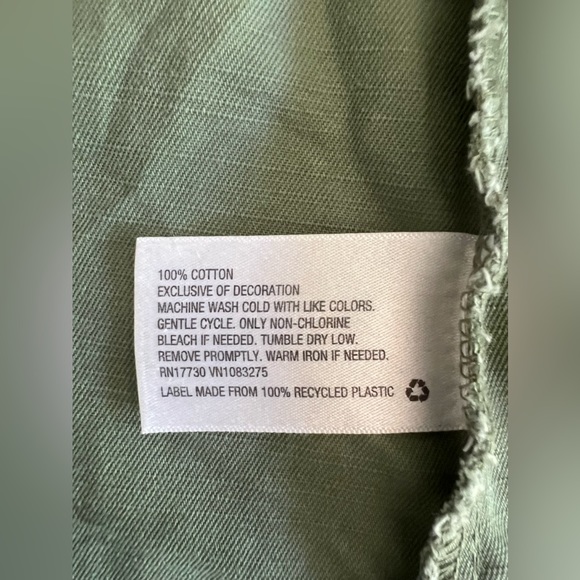 100% COTTON
EXCLUSIVE OF DECORATION
MACHINE WASH COLD WITH LIKE COLORS.
GENTLE CYCLE. ONLY NON-CHLORINE
BLEACH IF NEEDED. TUMBLE DRY LOW.
REMOVE PROMPTLY. WARM IRON IF NEEDED.
RN17730 VN1083275
LABEL MADE FROM 100% RECYCLED PLASTIC